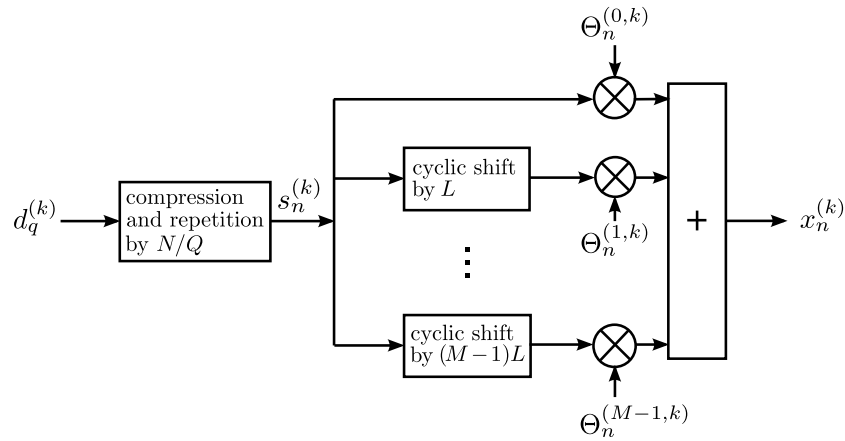 Θₙ⁽⁰,ᵏ⁾
cyclic shift
by L
compression
and repetition
by N/Q
d_q^{(k)}
s_n^{(k)}
Θ_n^{(1,k)}
+
x_n^{(k)}
cyclic shift
by (M−1)L
Θ_n^{(M−1,k)}